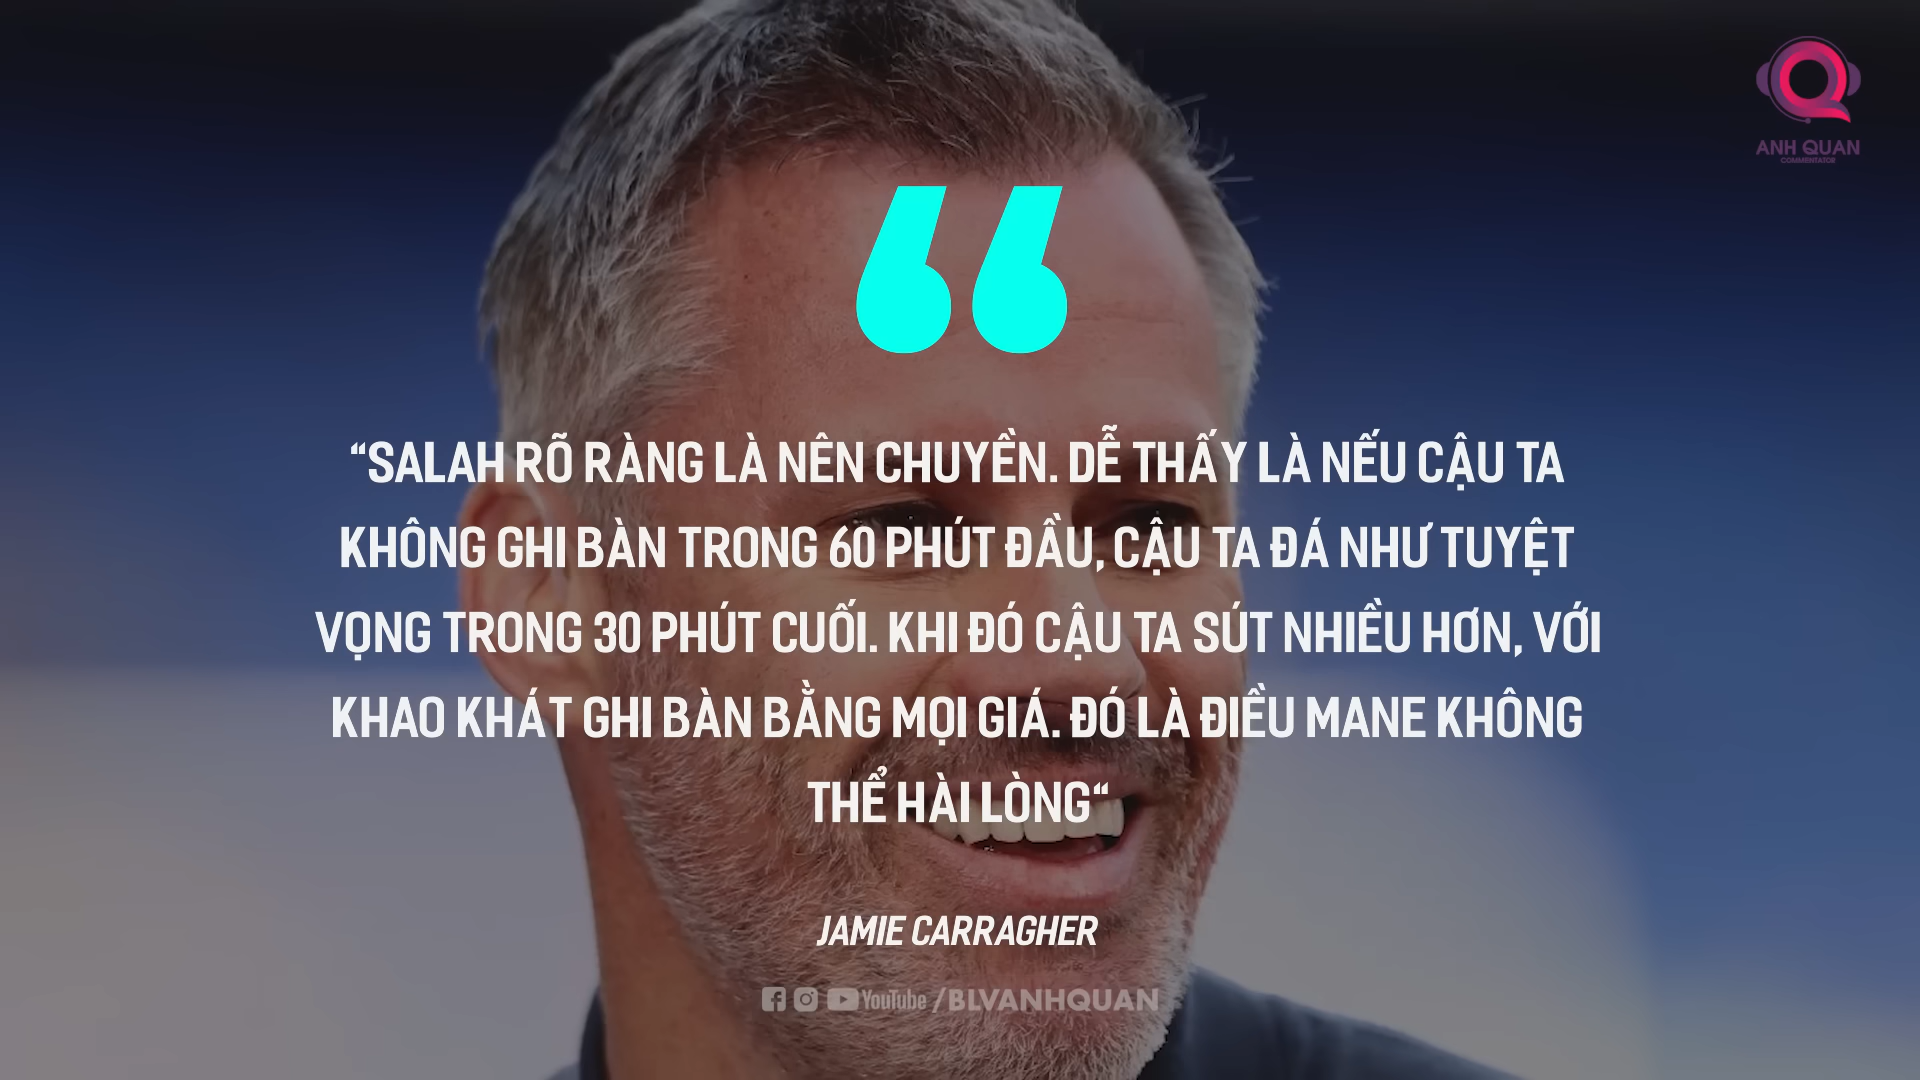 ANH QUAN
COMMENTATOR
“SALAH RÕ RÀNG LÀ NÊN CHUYỀN. DỄ THẤY LÀ NẾU CẬU TA
KHÔNG GHI BÀN TRONG 60 PHÚT ĐẦU, CẬU TA ĐÁ NHƯ TUYỆT
VỌNG TRONG 30 PHÚT CUỐI. KHI ĐÓ CẬU TA SÚT NHIỀU HƠN, VỚI
KHAO KHÁT GHI BÀN BẰNG MỌI GIÁ. ĐÓ LÀ ĐIỀU MANE KHÔNG
THỂ HÀI LÒNG“
JAMIE CARRAGHER
YouTube /BLVANHQUAN